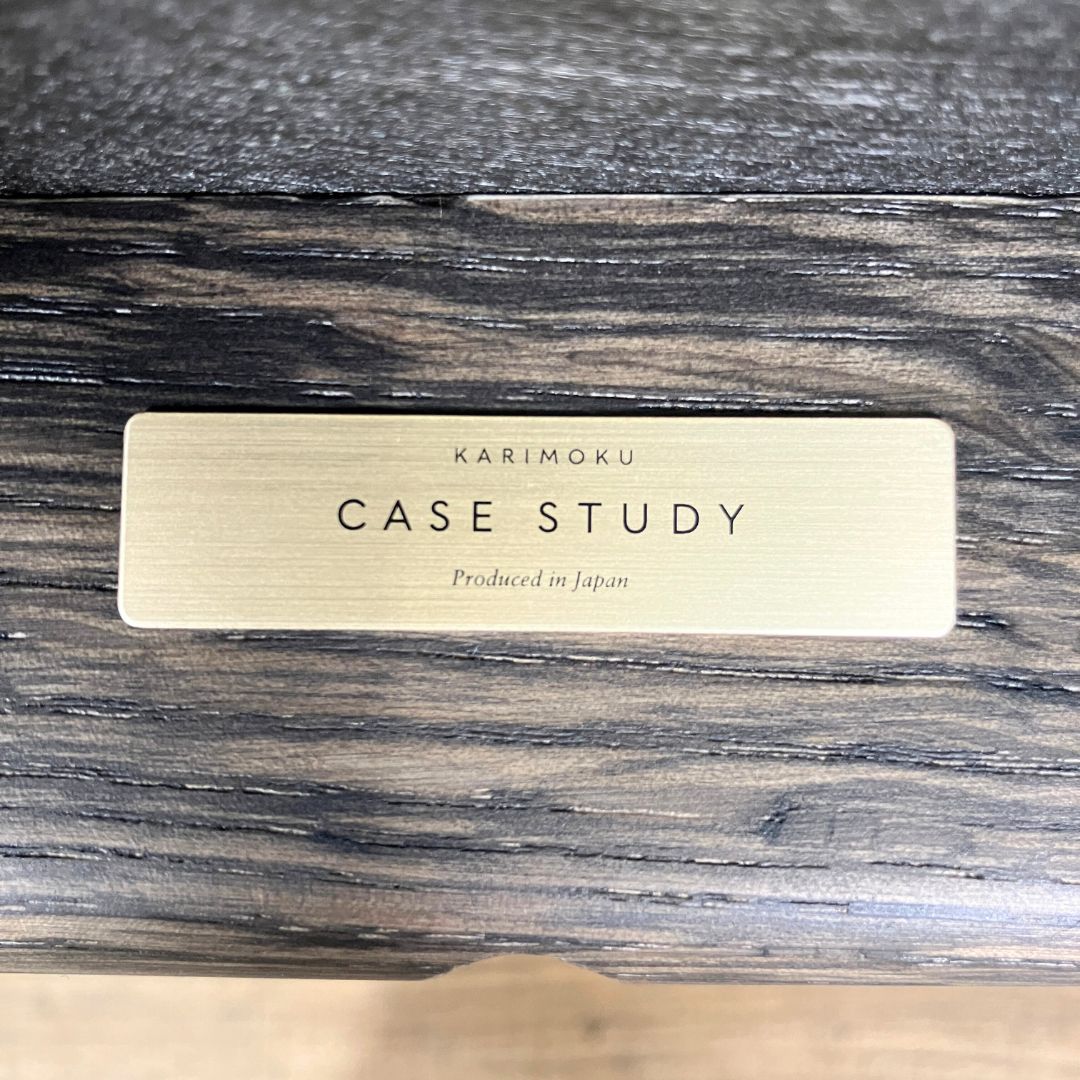 KARIMOKU
CASE STUDY
Produced in Japan